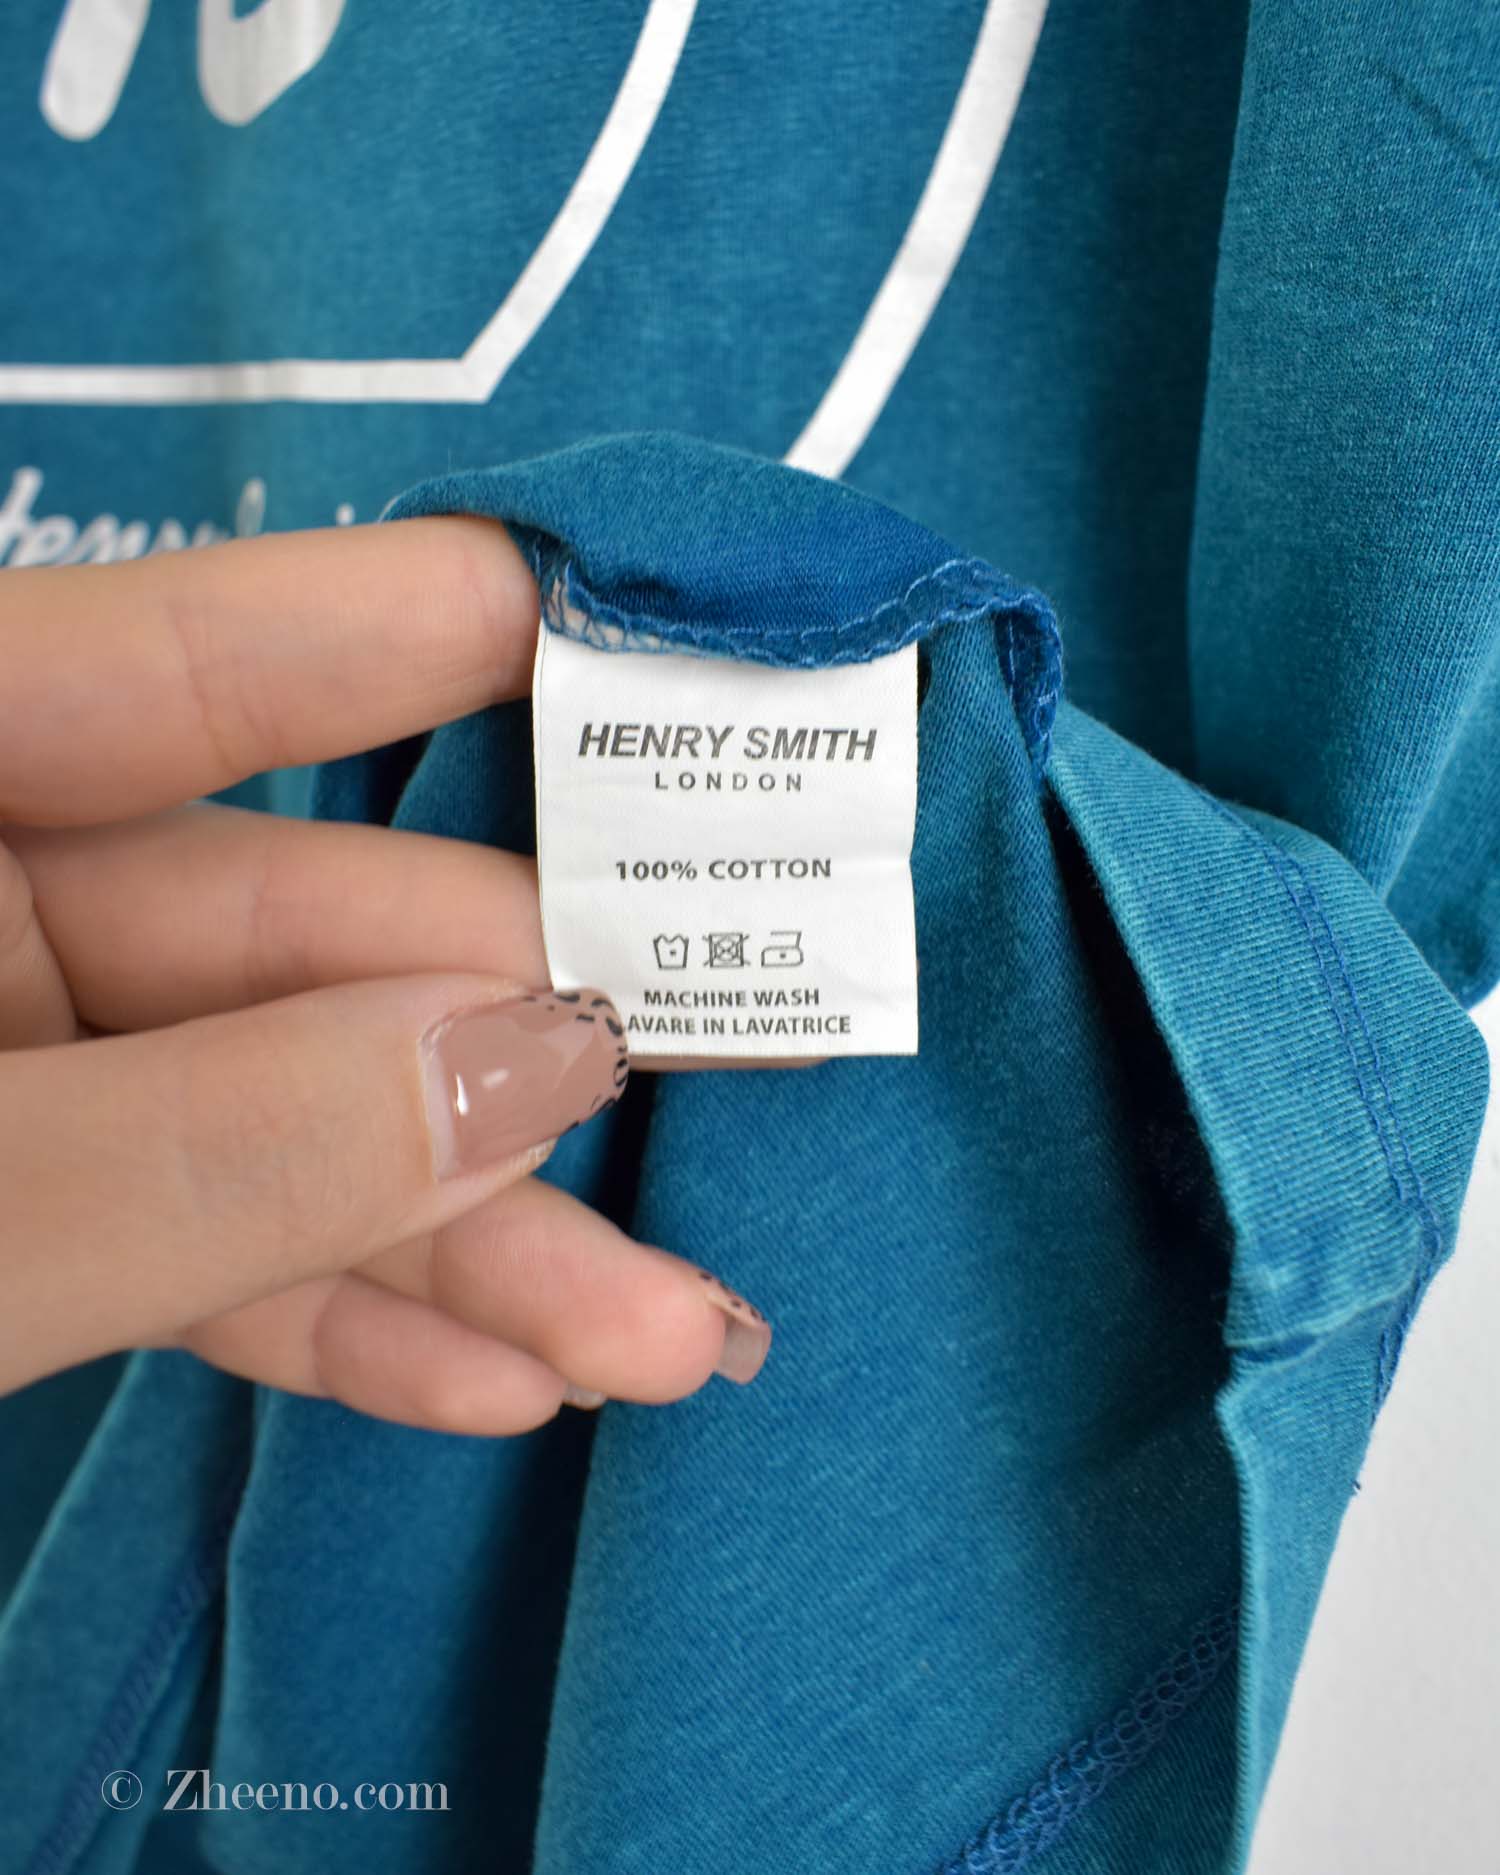 HENRY SMITH
LONDON
100% COTTON
MACHINE WASH
AVARE IN LAVATRICE
© Zheeno.com